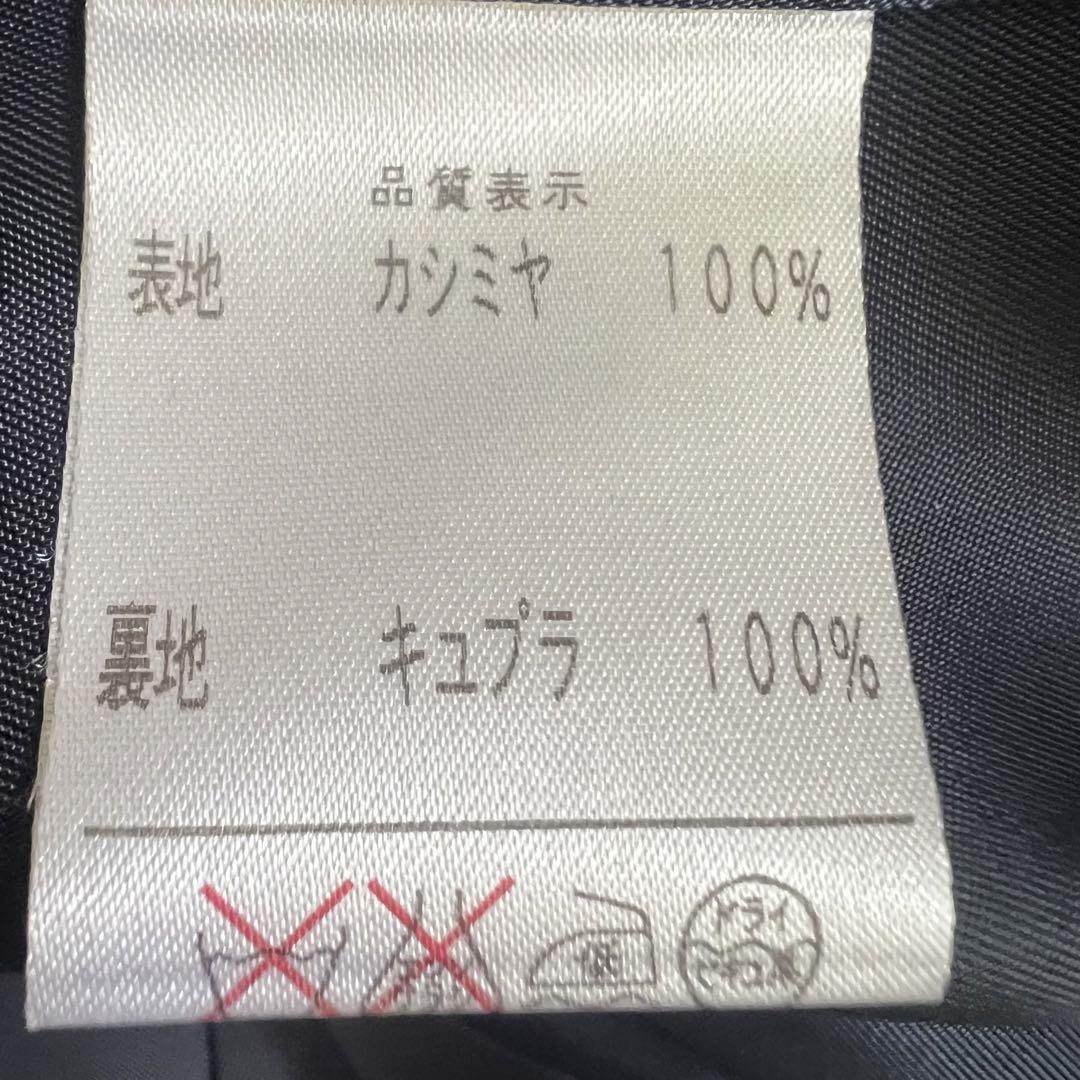 品質表示
表地 カシミヤ 100%
裏地 キュプラ 100%
低 ドライ